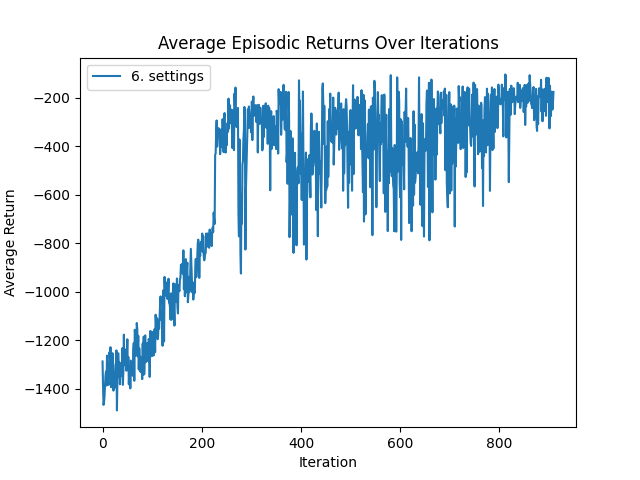 Average Episodic Returns Over Iterations
6. settings
Average Return
−200
−400
−600
−800
−1000
−1200
−1400
0 200 400 600 800
Iteration